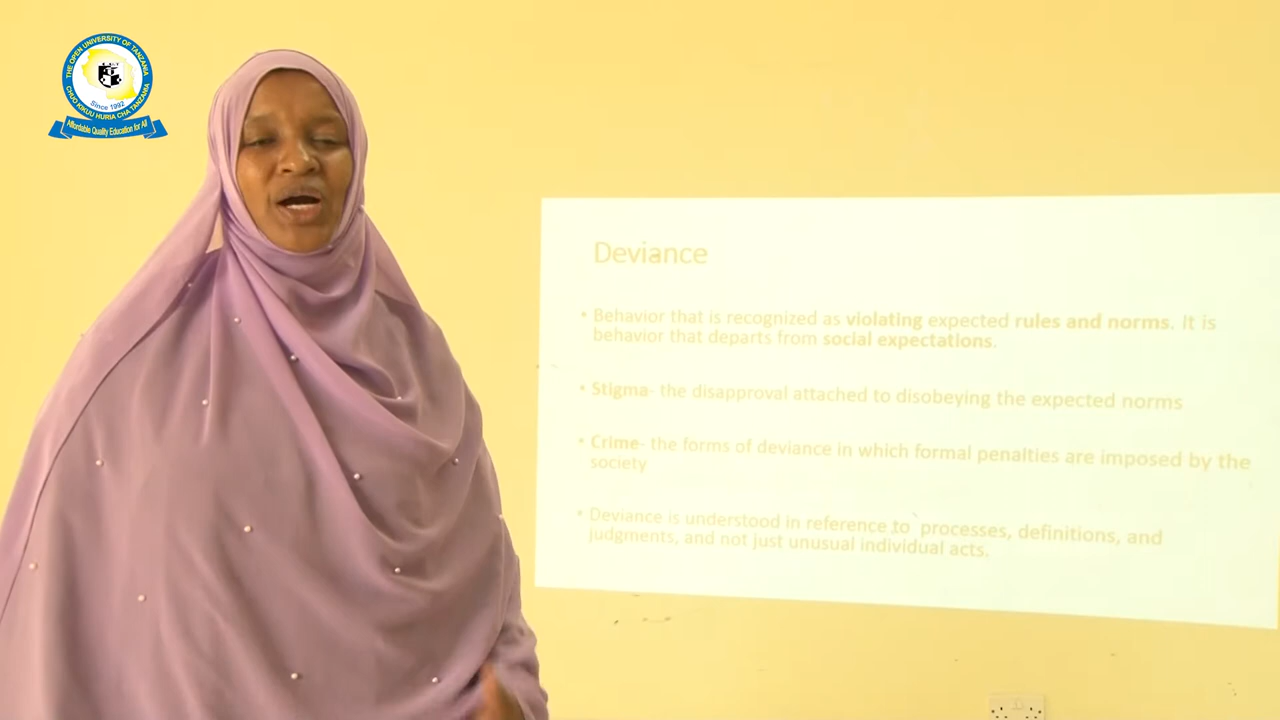 THE OPEN UNIVERSITY OF TANZANIA
CHUO KIKUU HURIA CHA TANZANIA
Since 1992
Affordable Quality Education for All
Deviance
• Behavior that is recognized as violating expected rules and norms. It is
behavior that departs from social expectations.
• Stigma- the disapproval attached to disobeying the expected norms
• Crime- the forms of deviance in which formal penalties are imposed by the
society
• Deviance is understood in reference to processes, definitions, and
judgments, and not just unusual individual acts.